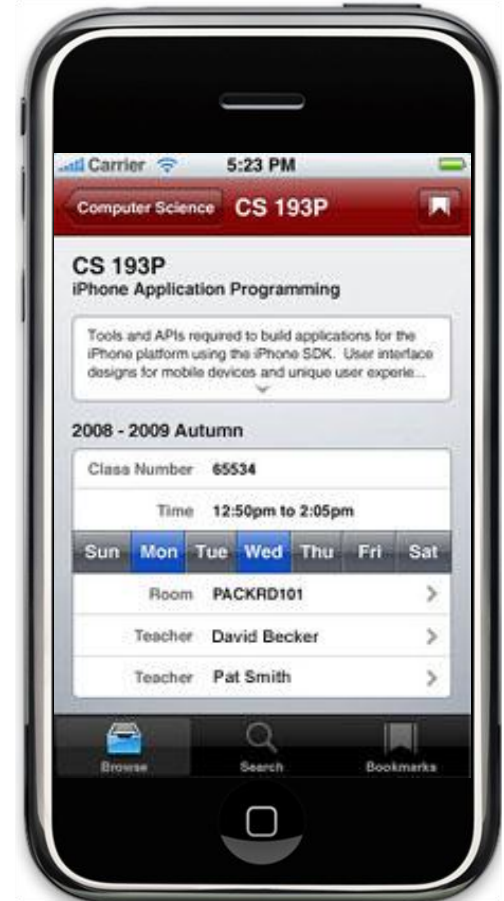 Carrier 5:23 PM
Computer Science CS 193P
CS 193P
iPhone Application Programming
Tools and APIs required to build applications for the
iPhone platform using the iPhone SDK. User interface
designs for mobile devices and unique user experie...
2008 - 2009 Autumn
Class Number 65534
Time 12:50pm to 2:05pm
Sun Mon Tue Wed Thu Fri Sat
Room PACKRD101
Teacher David Becker
Teacher Pat Smith
Browse Search Bookmarks